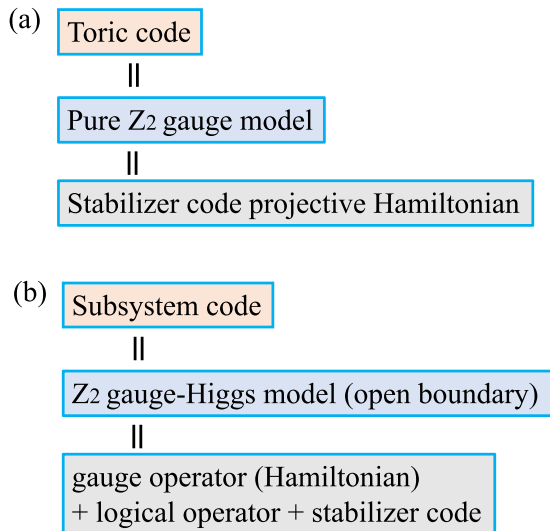 (a)
Toric code
=
Pure Z2 gauge model
=
Stabilizer code projective Hamiltonian
(b)
Subsystem code
=
Z2 gauge-Higgs model (open boundary)
=
gauge operator (Hamiltonian)
+ logical operator + stabilizer code